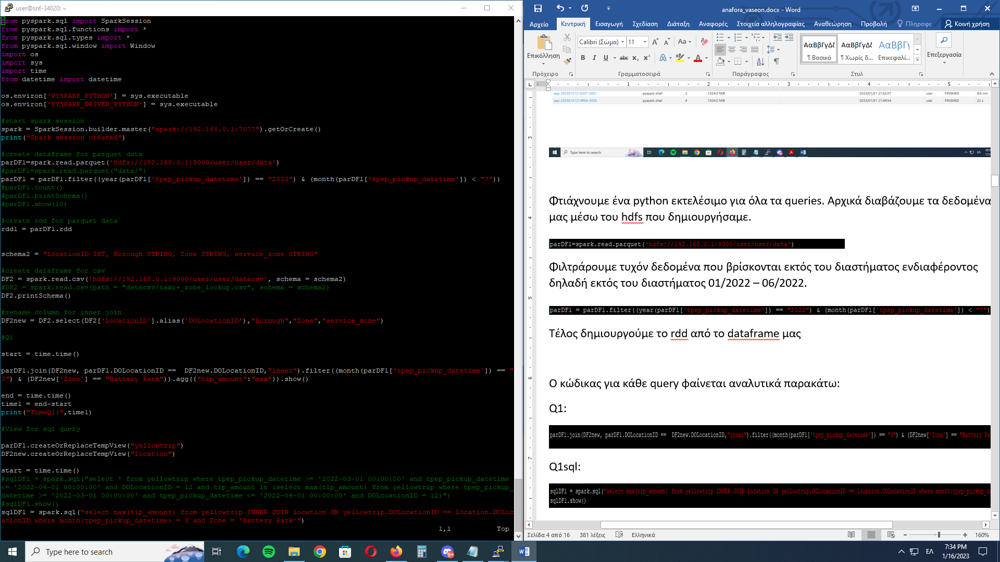 user@snf-34020: ~
from pyspark.sql import SparkSession
from pyspark.sql.functions import *
from pyspark.sql.types import *
from pyspark.sql.window import Window
import os
import sys
import time
from datetime import datetime
os.environ['PYSPARK_PYTHON'] = sys.executable
os.environ['PYSPARK_DRIVER_PYTHON'] = sys.executable
#start spark session
spark = SparkSession.builder.master("spark://192.168.0.1:7077").getOrCreate()
print("Spark session created")
#create dataframe for parquet data
parDF1=spark.read.parquet('hdfs://192.168.0.1:9000/user/user/data')
#parDF1=spark.read.parquet("data/")
parDF1 = parDF1.filter((year(parDF1['tpep_pickup_datetime']) == "2022") & (month(parDF1['tpep_pickup_datetime']) < "7"))
#parDF1.count()
#parDF1.printSchema()
#parDF1.show(10)
#create rdd for parquet data
rdd1 = parDF1.rdd
schema2 = "LocationID INT, Borough STRING, Zone STRING, service_zone STRING"
#create dataframe for csv
DF2 = spark.read.csv('hdfs://192.168.0.1:9000/user/user/datacsv', schema = schema2)
#DF2 = spark.read.csv(path = "datacsv/taxi+_zone_lookup.csv", schema = schema2)
DF2.printSchema()
#rename column for inner join
DF2new = DF2.select(DF2['LocationID'].alias('DOLocationID'),"Borough","Zone","service_zone")
#Q1
start = time.time()
parDF1.join(DF2new, parDF1.DOLocationID ==  DF2new.DOLocationID,"inner").filter((month(parDF1['tpep_pickup_datetime']) == "
3") & (DF2new['Zone'] == "Battery Park")).agg({"tip_amount":"max"}).show()
end = time.time()
time1 = end-start
print("TimeQ1:",time1)
#View for sql query
parDF1.createOrReplaceTempView("yellowtrip")
DF2new.createOrReplaceTempView("location")
start = time.time()
#sqlDF1 = spark.sql("select * from yellowtrip where tpep_pickup_datetime >= '2022-03-01 00:00:00' and tpep_pickup_datetime
<= '2022-04-01 00:00:00' and DOLocationID = 12 and tip_amount in (select max(tip_amount) from yellowtrip where tpep_pickup_
datetime >= '2022-03-01 00:00:00' and tpep_pickup_datetime <= '2022-04-01 00:00:00' and DOLocationID = 12)")
#sqlDF1.show()
sqlDF1 = spark.sql("select max(tip_amount) from yellowtrip INNER JOIN location ON yellowtrip.DOLocationID == location.DOLoc
ationID where month(tpep_pickup_datetime) = 3 and Zone = 'Battery Park'")
1,1 Top
anafora_vaseon.docx - Word
Αρχείο Κεντρική Εισαγωγή Σχεδίαση Διάταξη Αναφορές Στοιχεία αλληλογραφίας Αναθεώρηση Προβολή Πληροφο Κοινή χρήση
Επικόλληση Calibri (Σώμα) 11 Aa
B I U abc x₂ x² A A
ΑαΒβΓγΔδ ΑαΒβΓγΔδ ΑαΒβΓγ
¶ Βασικό ¶ Χωρίς δ... Επικεφαλί...
Επεξεργασία
Πρόχειρο Γραμματοσειρά Παράγραφος Στυλ
1 2 3 4 5
app-20230101215207-0001 pyspark-shell 2 1024.0 MiB 2023/01/01 21:52:07 user FINISHED 8.6 min
app-20230101214954-0000 pyspark-shell 4 1024.0 MiB 2023/01/01 21:49:54 user FINISHED 22 s
3
Type here to search
4
Φτιάχνουμε ένα python εκτελέσιμο για όλα τα queries. Αρχικά διαβάζουμε τα δεδομένα
μας μέσω του hdfs που δημιουργήσαμε.
parDF1=spark.read.parquet('hdfs://192.168.0.1:9000/user/user/data')
Φιλτράρουμε τυχόν δεδομένα που βρίσκονται εκτός του διαστήματος ενδιαφέροντος
δηλαδή εκτός του διαστήματος 01/2022 – 06/2022.
5
parDF1 = parDF1.filter((year(parDF1['tpep_pickup_datetime']) == "2022") & (month(parDF1['tpep_pickup_datetime']) < "7")
Τέλος δημιουργούμε το rdd από το dataframe μας
6
Ο κώδικας για κάθε query φαίνεται αναλυτικά παρακάτω:
Q1:
parDF1.join(DF2new, parDF1.DOLocationID ==  DF2new.DOLocationID,"inner").filter((month(parDF1['tpep_pickup_datetime']) == "3") & (DF2new['Zone'] == "Battery Pa
7
Q1sql:
sqlDF1 = spark.sql("select max(tip_amount) from yellowtrip INNER JOIN location ON yellowtrip.DOLocationID == location.DOLocationID where month(tpep_pickup_da
sqlDF1.show()
Σελίδα 4 από 16 381 λέξεις Ελληνικά 160%
Type here to search
9+
ΕΛ
7:34 PM
1/16/2023